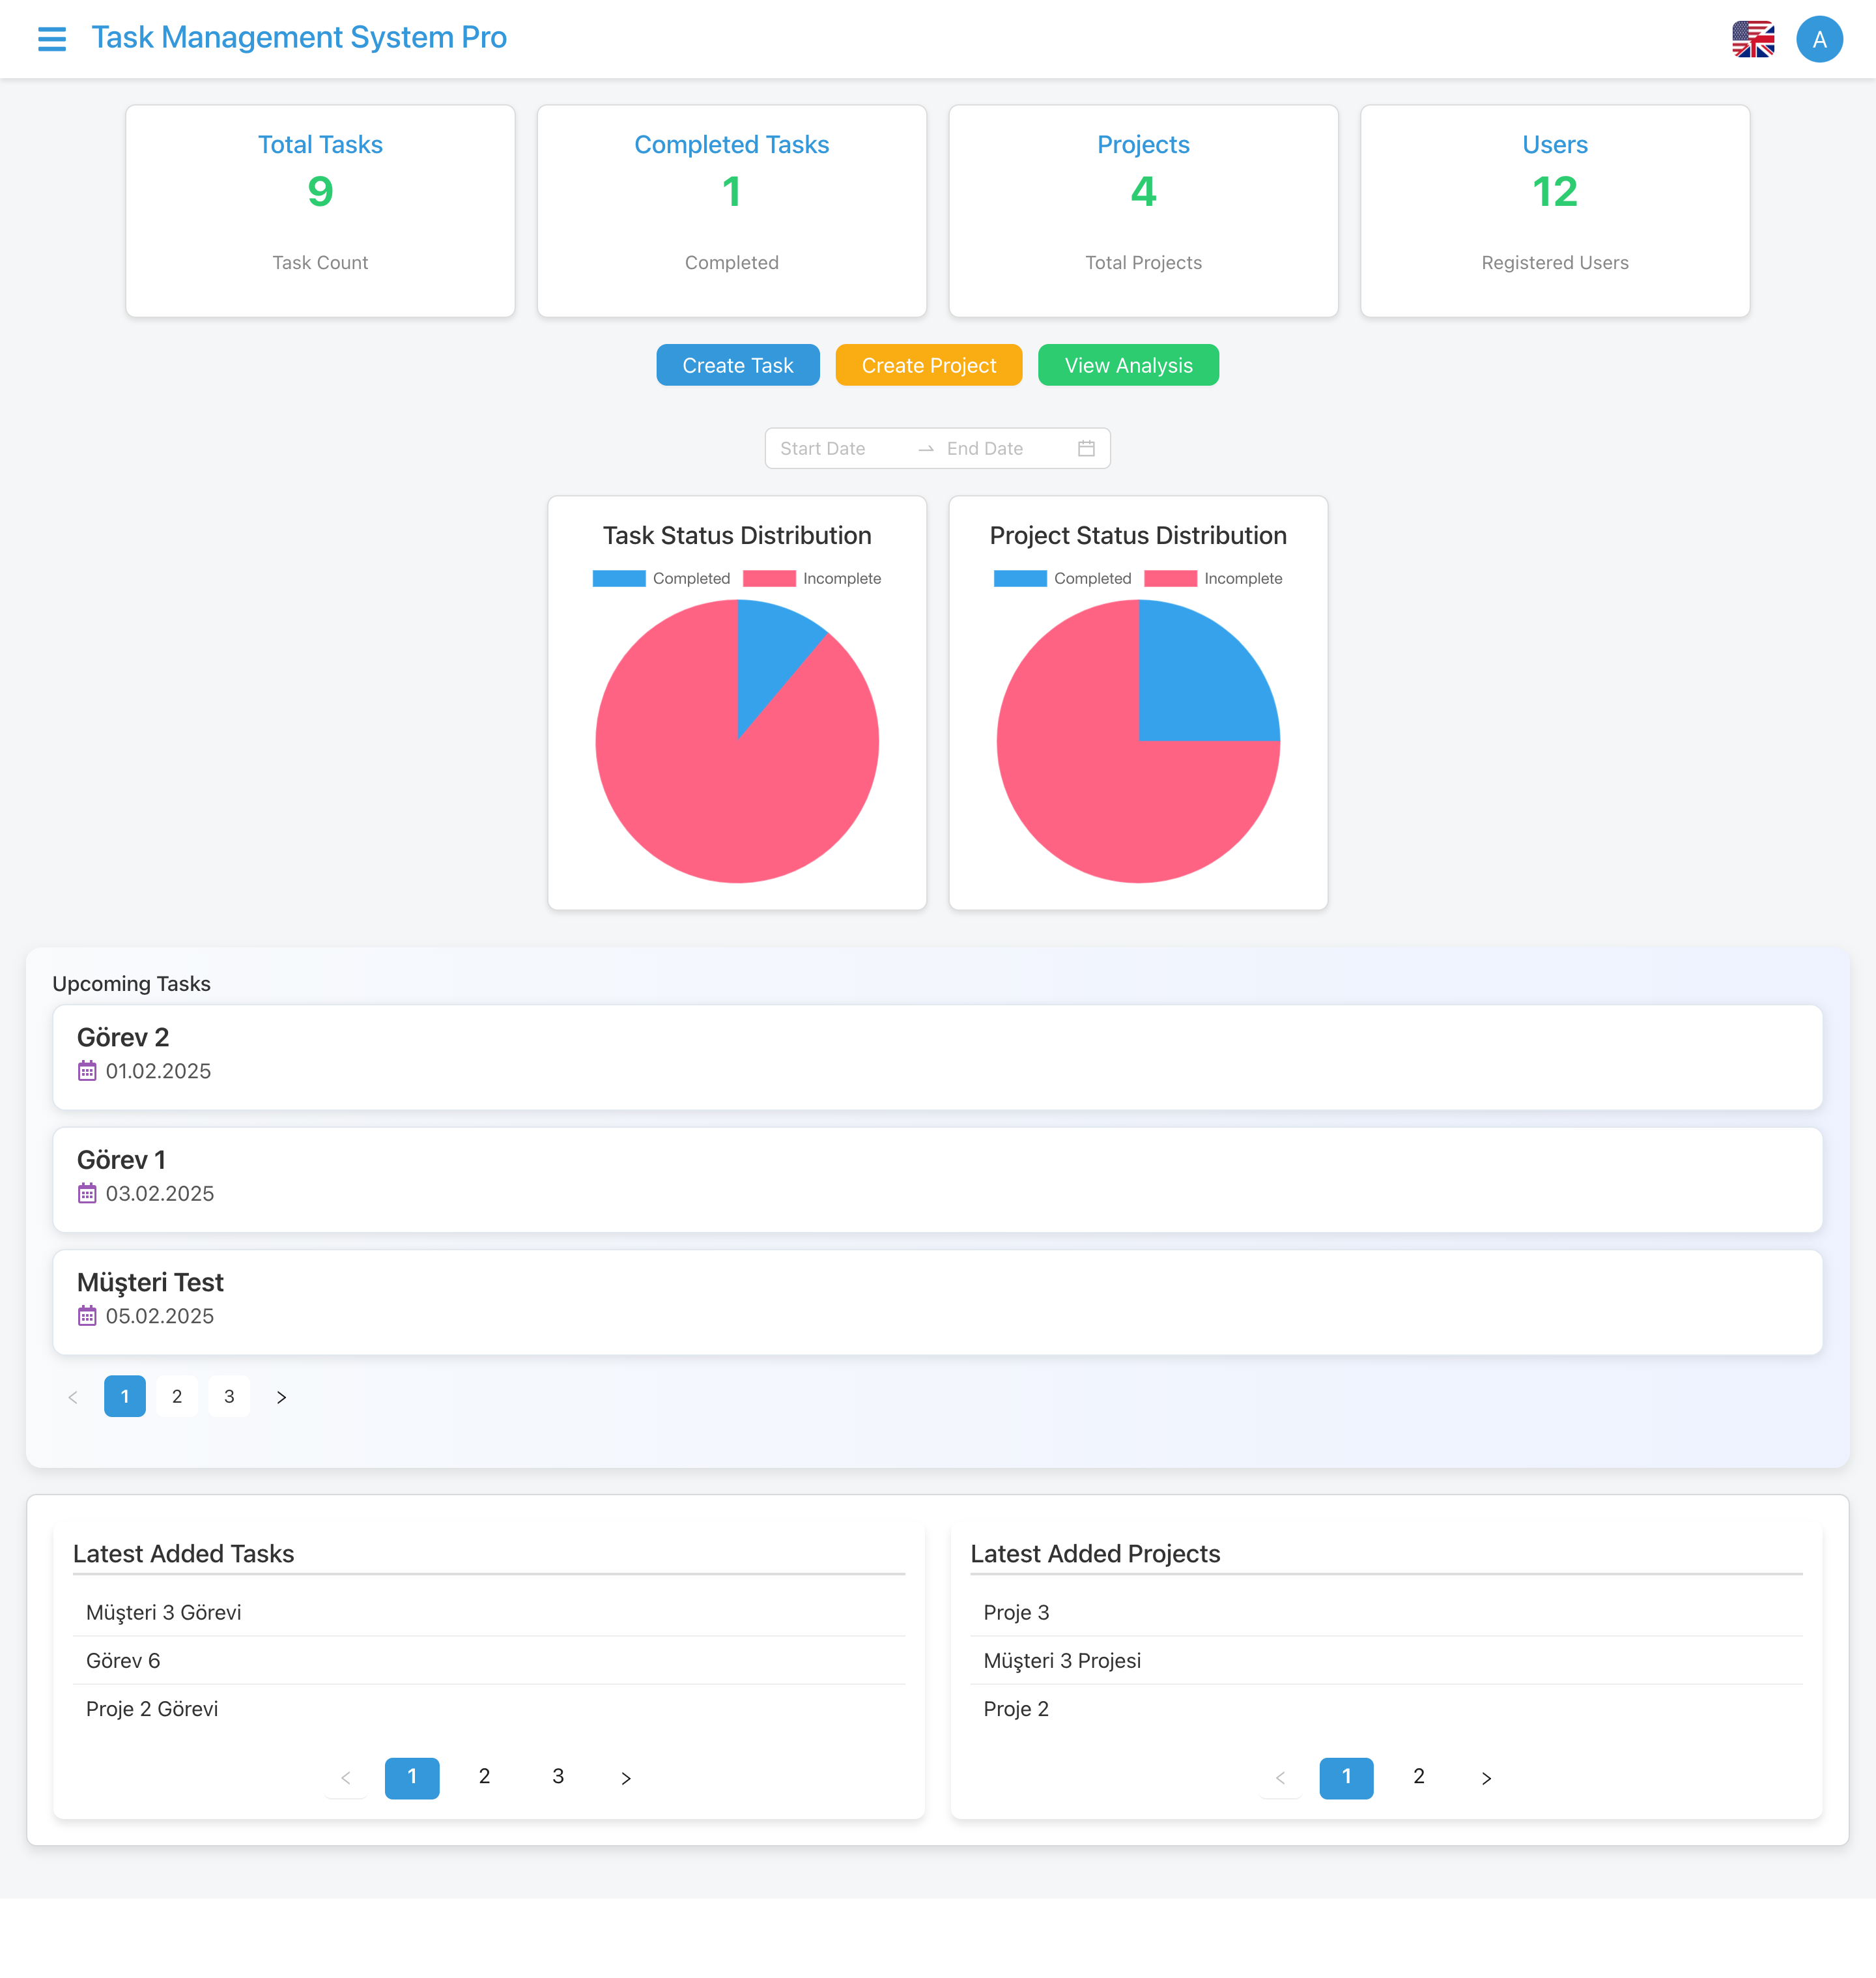 Task Management System Pro
A
Total Tasks
9
Task Count
Completed Tasks
1
Completed
Projects
4
Total Projects
Users
12
Registered Users
Create Task
Create Project
View Analysis
Start Date
End Date
Task Status Distribution
Completed
Incomplete
Project Status Distribution
Completed
Incomplete
Upcoming Tasks
Görev 2
01.02.2025
Görev 1
03.02.2025
Müşteri Test
05.02.2025
1 2 3
Latest Added Tasks
Müşteri 3 Görevi
Görev 6
Proje 2 Görevi
1 2 3
Latest Added Projects
Proje 3
Müşteri 3 Projesi
Proje 2
1 2